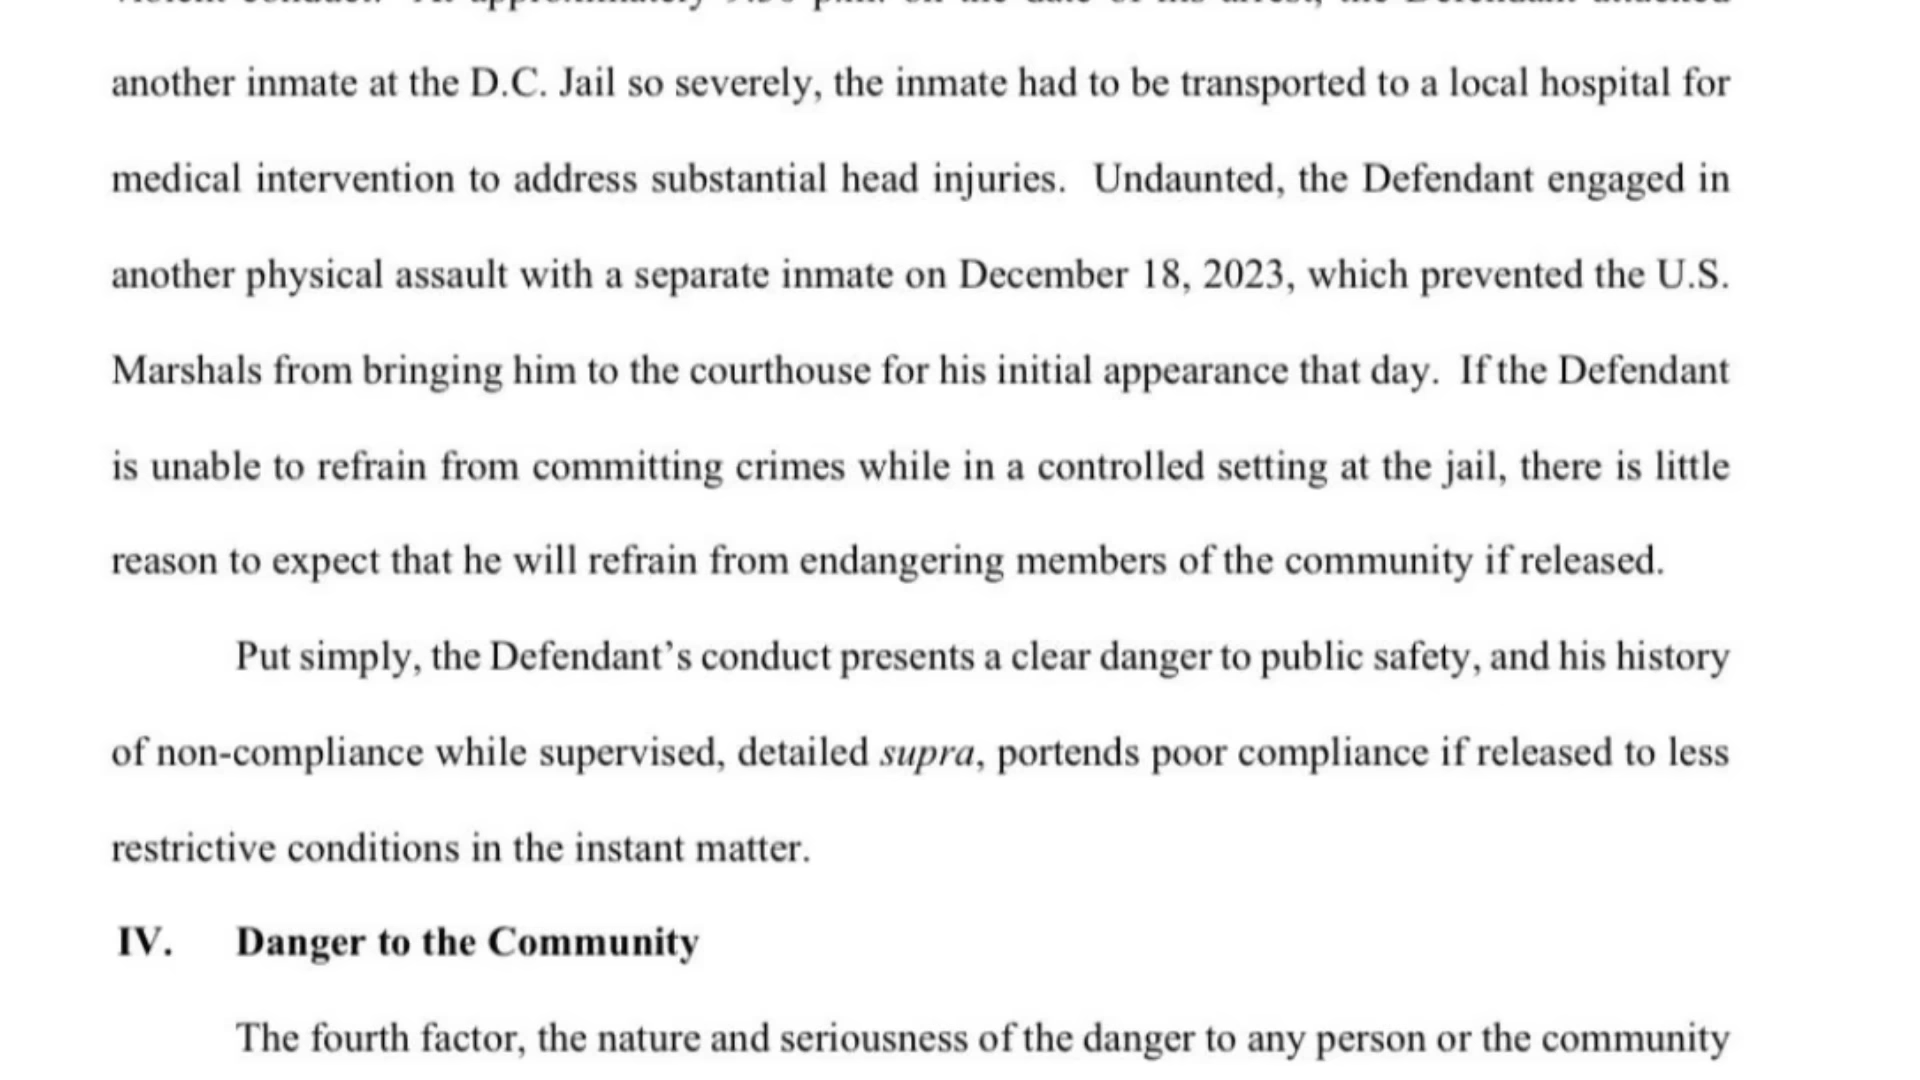 another inmate at the D.C. Jail so severely, the inmate had to be transported to a local hospital for
medical intervention to address substantial head injuries.  Undaunted, the Defendant engaged in
another physical assault with a separate inmate on December 18, 2023, which prevented the U.S.
Marshals from bringing him to the courthouse for his initial appearance that day.  If the Defendant
is unable to refrain from committing crimes while in a controlled setting at the jail, there is little
reason to expect that he will refrain from endangering members of the community if released.
Put simply, the Defendant’s conduct presents a clear danger to public safety, and his history
of non-compliance while supervised, detailed supra, portends poor compliance if released to less
restrictive conditions in the instant matter.
IV. Danger to the Community
The fourth factor, the nature and seriousness of the danger to any person or the community